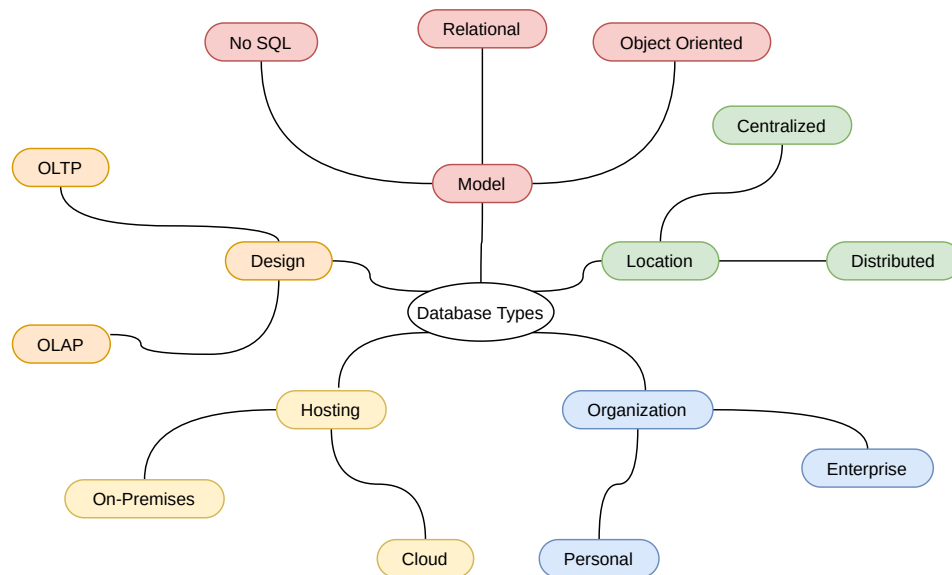 Relational
No SQL
Object Oriented
Centralized
OLTP
Model
Design
Location
Distributed
Database Types
OLAP
Hosting
Organization
Enterprise
On-Premises
Cloud
Personal